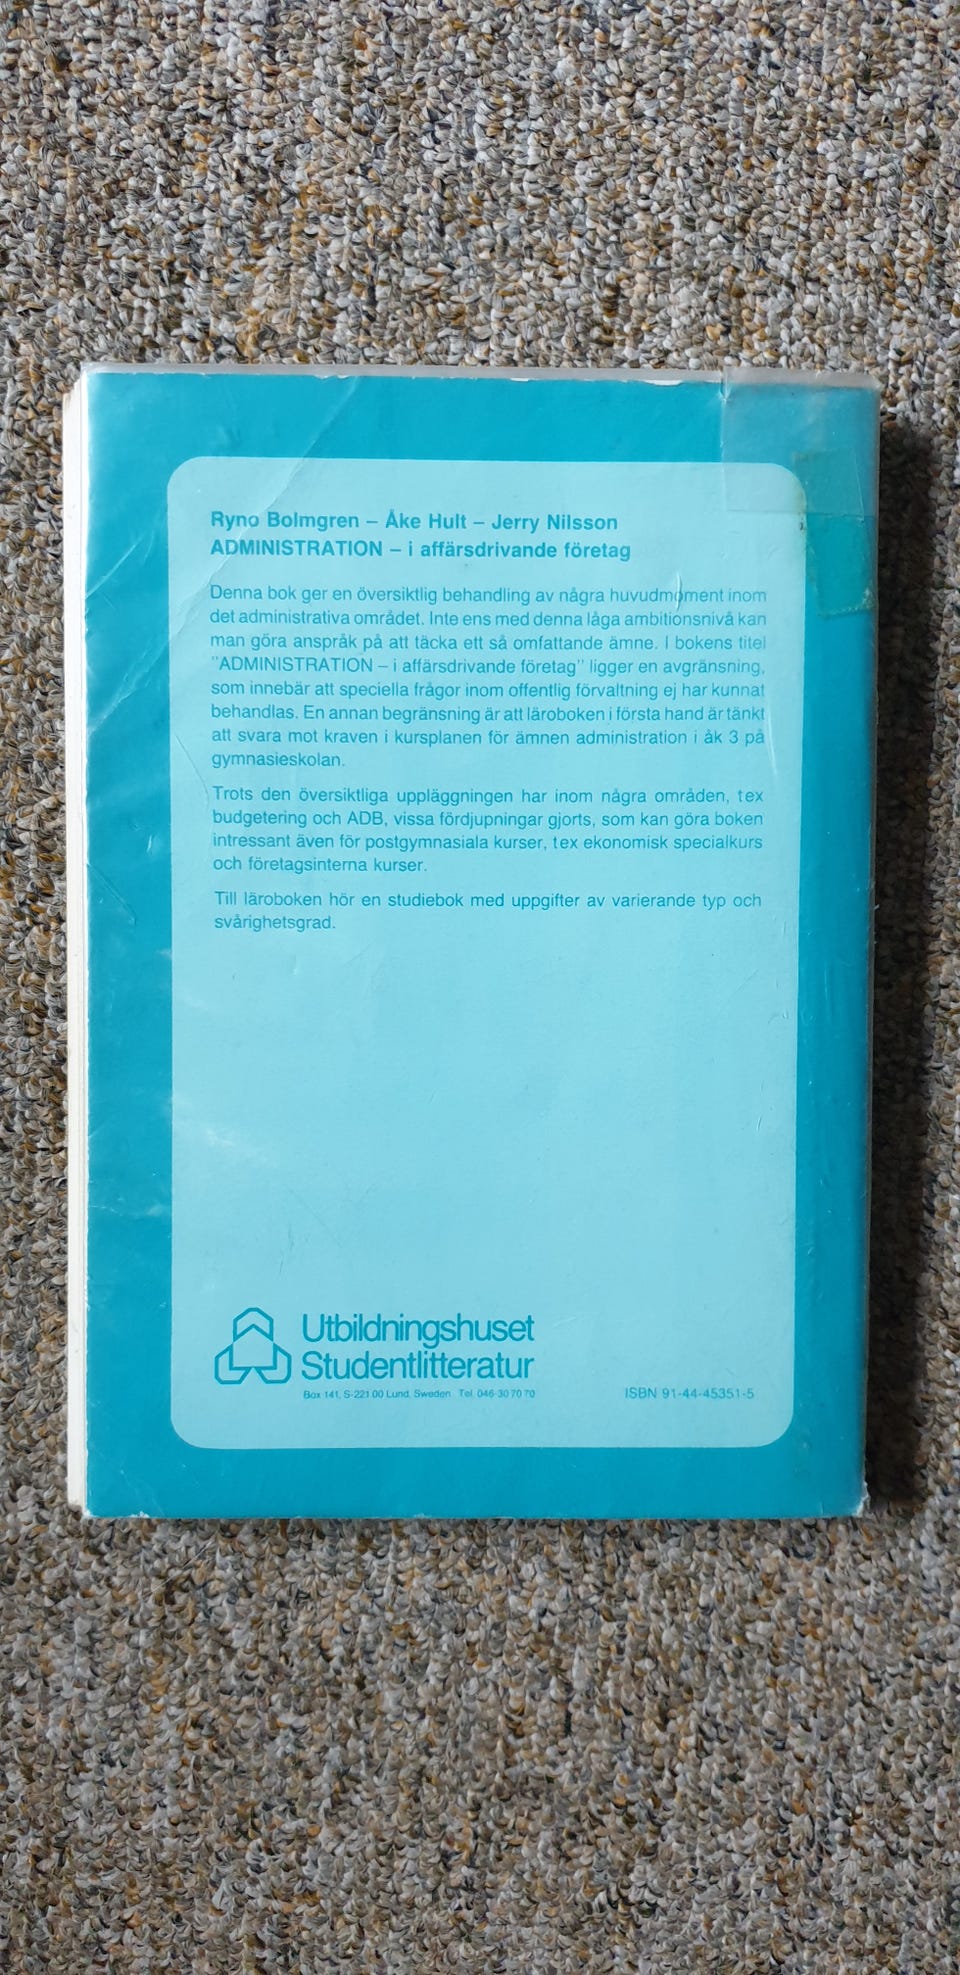 Ryno Bolmgren – Åke Hult – Jerry Nilsson
ADMINISTRATION – i affärsdrivande företag
Denna bok ger en översiktlig behandling av några huvudmoment inom
det administrativa området. Inte ens med denna låga ambitionsnivå kan
man göra anspråk på att täcka ett så omfattande ämne. I bokens titel
"ADMINISTRATION – i affärsdrivande företag" ligger en avgränsning,
som innebär att speciella frågor inom offentlig förvaltning ej har kunnat
behandlas. En annan begränsning är att läroboken i första hand är tänkt
att svara mot kraven i kursplanen för ämnen administration i åk 3 på
gymnasieskolan.
Trots den översiktliga uppläggningen har inom några områden, tex
budgetering och ADB, vissa fördjupningar gjorts, som kan göra boken
intressant även för postgymnasiala kurser, tex ekonomisk specialkurs
och företagsinterna kurser.
Till läroboken hör en studiebok med uppgifter av varierande typ och
svårighetsgrad.
Utbildningshuset
Studentlitteratur
Box 141, S-221 00 Lund, Sweden. Tel. 046-30 70 70
ISBN 91-44-45351-5